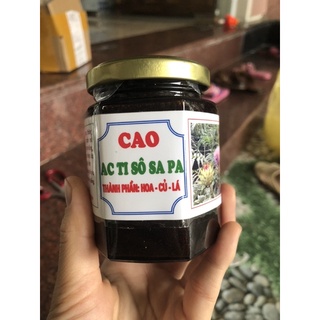 CAO
AC TI SÔ SA PA
THÀNH PHẦN: HOA - CỦ - LÁ